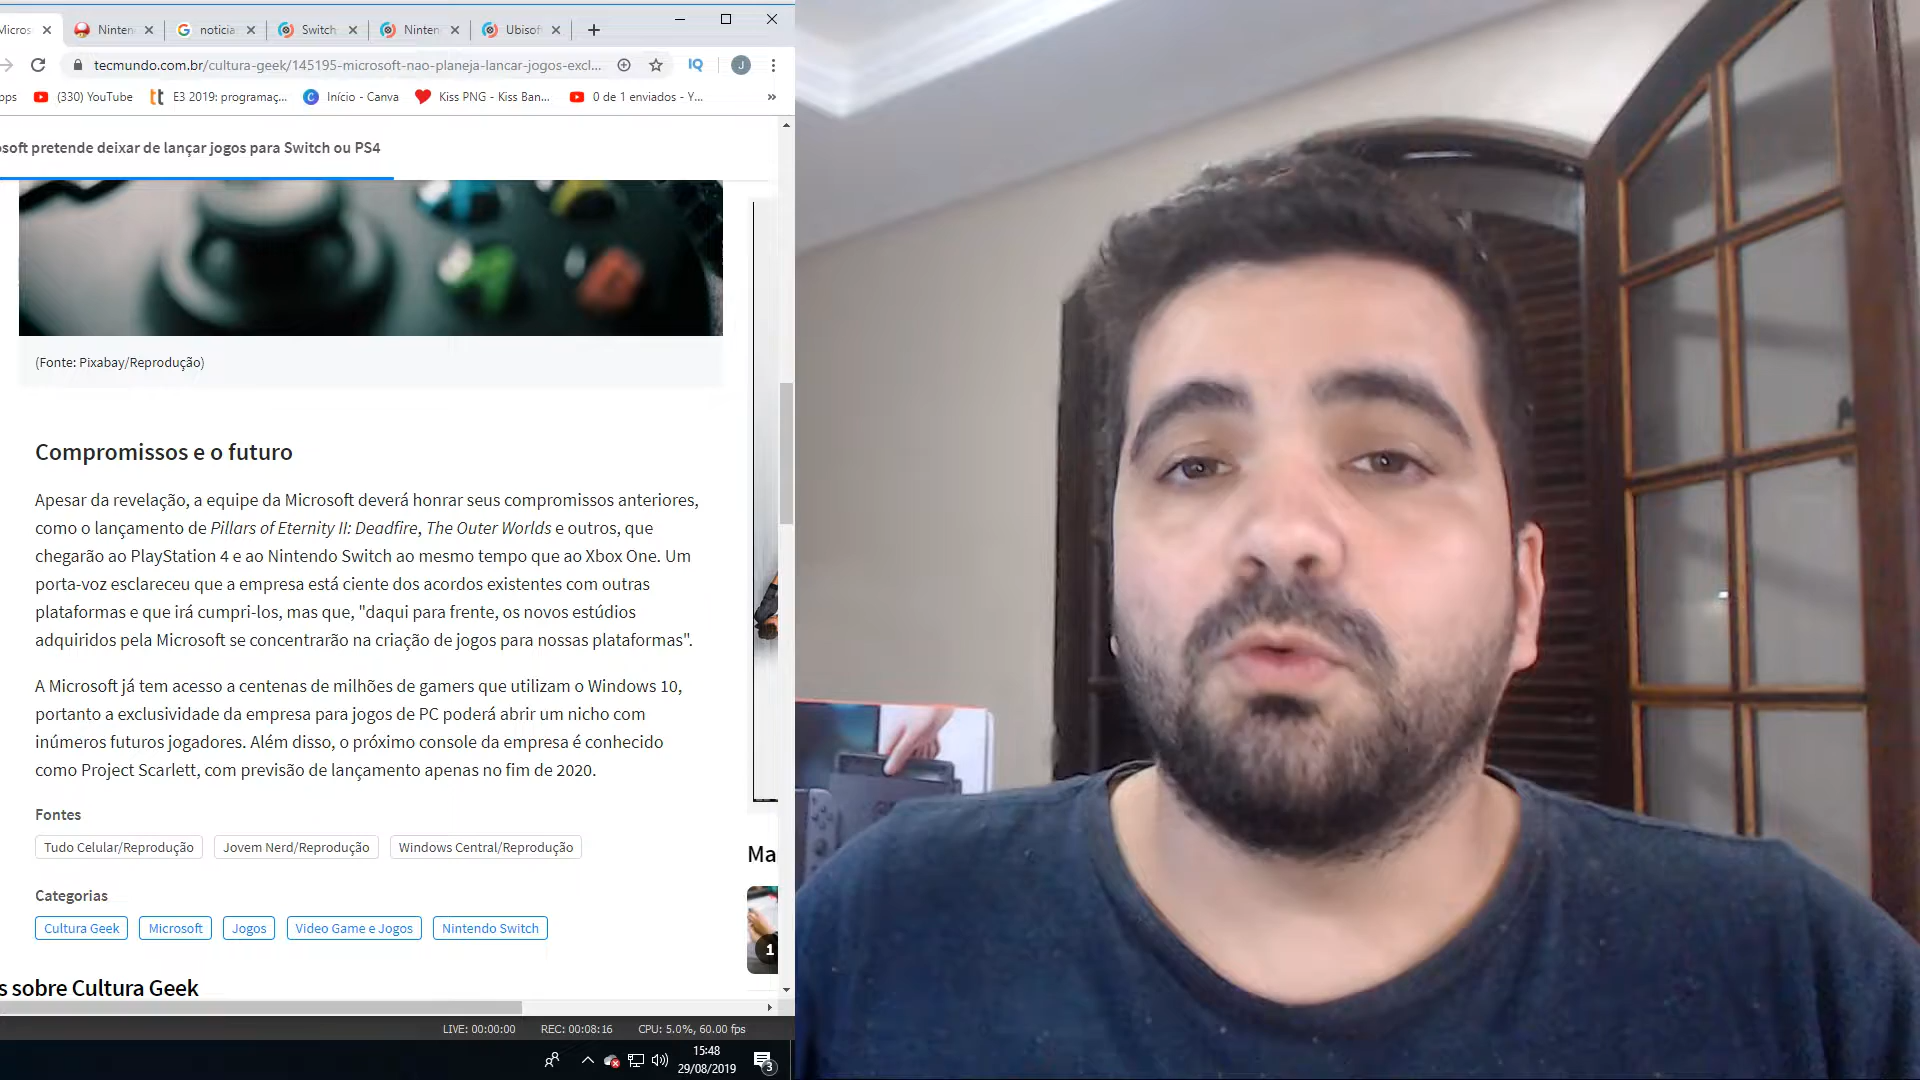 Micros
Ninten
noticia
Switch
Ninten
Ubisof
tecmundo.com.br/cultura-geek/145195-microsoft-nao-planeja-lancar-jogos-excl...
IQ
J
pps
(330) YouTube
E3 2019: programaç...
Início - Canva
Kiss PNG - Kiss Ban...
0 de 1 enviados - Y...
»
osoft pretende deixar de lançar jogos para Switch ou PS4
(Fonte: Pixabay/Reprodução)
Compromissos e o futuro
Apesar da revelação, a equipe da Microsoft deverá honrar seus compromissos anteriores,
como o lançamento de Pillars of Eternity II: Deadfire, The Outer Worlds e outros, que
chegarão ao PlayStation 4 e ao Nintendo Switch ao mesmo tempo que ao Xbox One. Um
porta-voz esclareceu que a empresa está ciente dos acordos existentes com outras
plataformas e que irá cumpri-los, mas que, "daqui para frente, os novos estúdios
adquiridos pela Microsoft se concentrarão na criação de jogos para nossas plataformas".
A Microsoft já tem acesso a centenas de milhões de gamers que utilizam o Windows 10,
portanto a exclusividade da empresa para jogos de PC poderá abrir um nicho com
inúmeros futuros jogadores. Além disso, o próximo console da empresa é conhecido
como Project Scarlett, com previsão de lançamento apenas no fim de 2020.
Fontes
Tudo Celular/Reprodução
Jovem Nerd/Reprodução
Windows Central/Reprodução
Categorias
Cultura Geek
Microsoft
Jogos
Video Game e Jogos
Nintendo Switch
s sobre Cultura Geek
Ma
1
LIVE: 00:00:00
REC: 00:08:16
CPU: 5.0%, 60.00 fps
15:48
29/08/2019
3